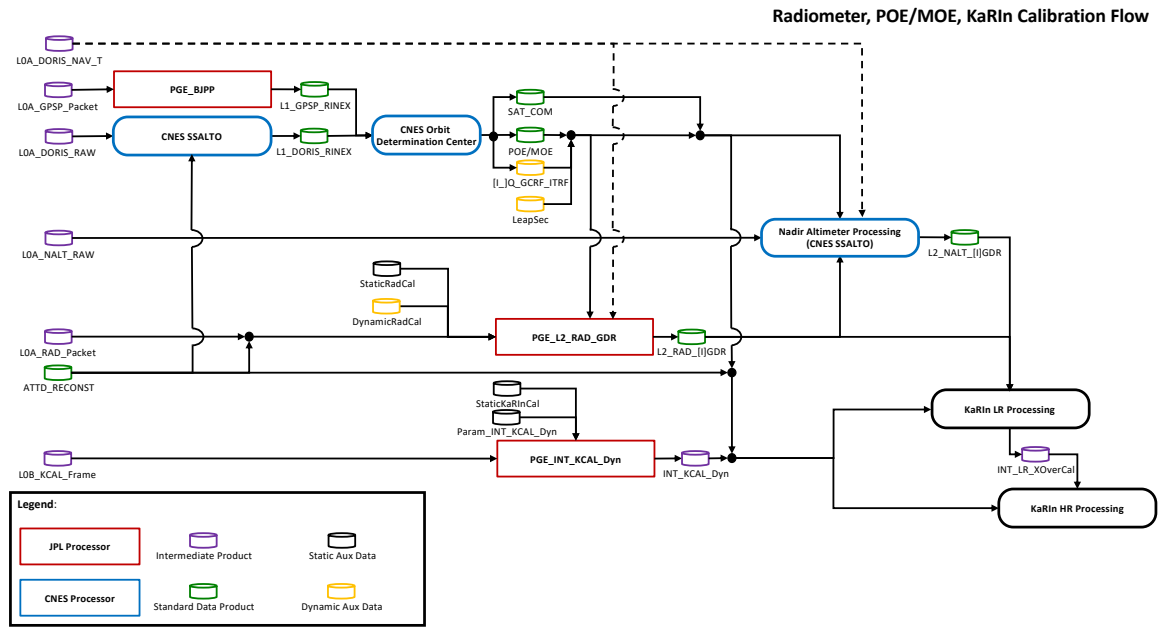 Radiometer, POE/MOE, KaRIn Calibration Flow
L0A_DORIS_NAV_T
L0A_GPSP_Packet
PGE_BJPP
L1_GPSP_RINEX
L0A_DORIS_RAW
CNES SSALTO
L1_DORIS_RINEX
CNES Orbit
Determination Center
SAT_COM
POE/MOE
[I_]Q_GCRF_ITRF
LeapSec
L0A_NALT_RAW
Nadir Altimeter Processing
(CNES SSALTO)
L2_NALT_[I]GDR
StaticRadCal
DynamicRadCal
L0A_RAD_Packet
PGE_L2_RAD_GDR
L2_RAD_[I]GDR
ATTD_RECONST
StaticKaRInCal
Param_INT_KCAL_Dyn
KaRIn LR Processing
L0B_KCAL_Frame
PGE_INT_KCAL_Dyn
INT_KCAL_Dyn
INT_LR_XOverCal
KaRIn HR Processing
Legend:
JPL Processor
Intermediate Product
Static Aux Data
CNES Processor
Standard Data Product
Dynamic Aux Data